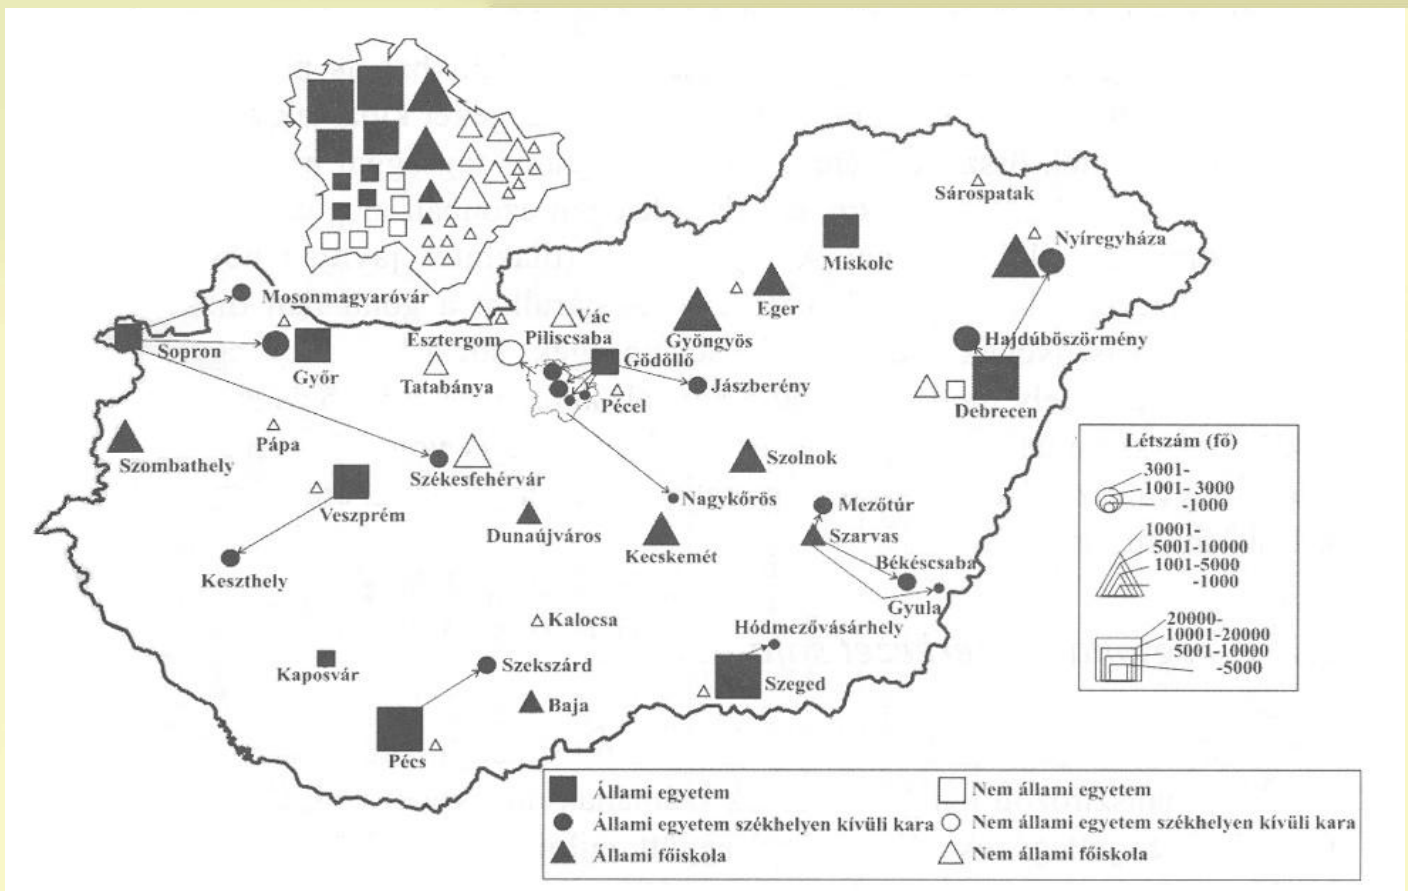 Sárospatak
Nyíregyháza
Miskolc
Mosonmagyaróvár
Eger
Vác
Esztergom
Piliscsaba
Gyöngyös
Hajdúböszörmény
Sopron
Győr
Tatabánya
Gödöllő
Jászberény
Pécel
Debrecen
Pápa
Szombathely
Székesfehérvár
Szolnok
Veszprém
Nagykőrös
Mezőtúr
Dunaújváros
Kecskemét
Szarvas
Keszthely
Békéscsaba
Gyula
Kalocsa
Hódmezővásárhely
Kaposvár
Szekszárd
Szeged
Baja
Pécs
Létszám (fő)
3001-
1001- 3000
-1000
10001-
5001-10000
1001-5000
-1000
20000-
10001-20000
5001-10000
-5000
Állami egyetem
Állami egyetem székhelyen kívüli kara
Állami főiskola
Nem állami egyetem
Nem állami egyetem székhelyen kívüli kara
Nem állami főiskola